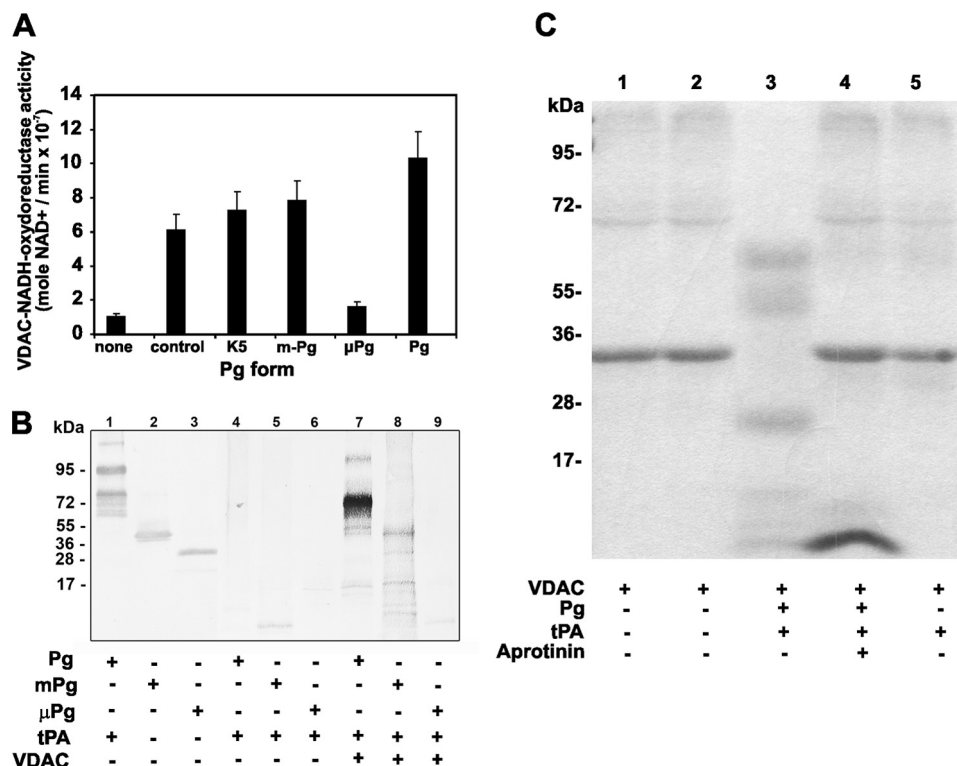 A
VDAC-NADH-oxydoreductase acticity
(mole NAD+ / min x 10⁻⁷)
14
12
10
8
6
4
2
0
none control K5 m-Pg µPg Pg
Pg form
B
kDa
1 2 3 4 5 6 7 8 9
95 -
72 -
55 -
36 -
28 -
17 -
Pg + - - + - - + - -
mPg - + - - + - - + -
µPg - - + - - + - - +
tPA + - - + + + + + +
VDAC - - - - - - + + +
C
1 2 3 4 5
kDa
95-
72-
55-
36-
28-
17-
VDAC + + + + +
Pg - - + + -
tPA - - + + +
Aprotinin - - - + -